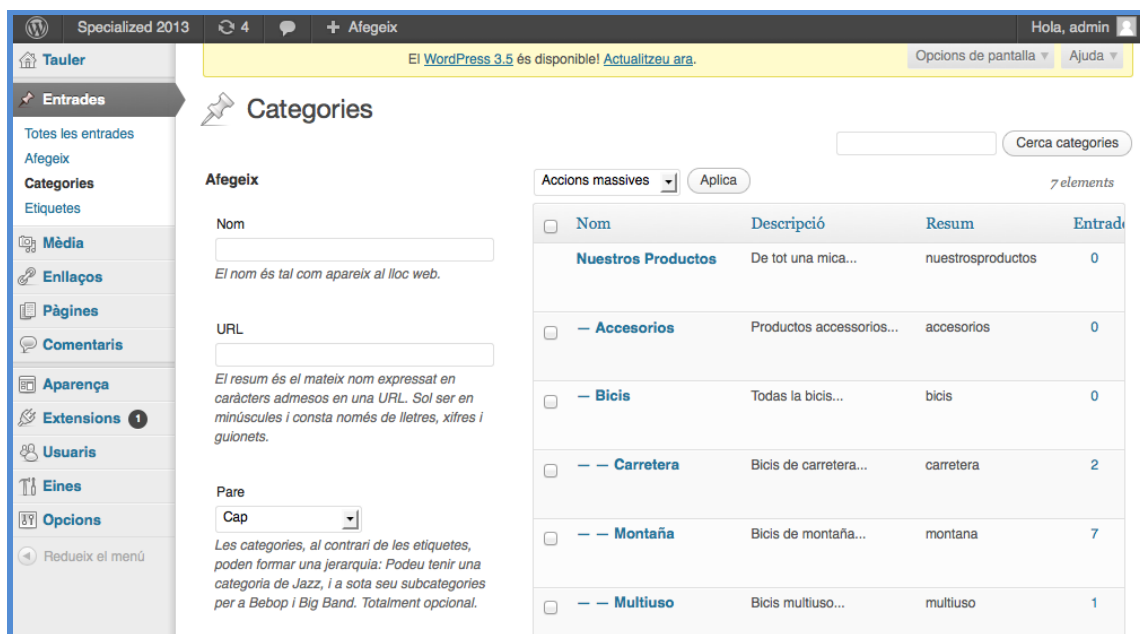 Specialized 2013 4 + Afegeix Hola, admin
El WordPress 3.5 és disponible! Actualitzeu ara.
Opcions de pantalla Ajuda
Tauler
Entrades
Totes les entrades
Afegeix
Categories
Etiquetes
Mèdia
Enllaços
Pàgines
Comentaris
Aparença
Extensions 1
Usuaris
Eines
Opcions
Redueix el menú
Categories
Cerca categories
Afegeix
Nom
El nom és tal com apareix al lloc web.
URL
El resum és el mateix nom expressat en
caràcters admesos en una URL. Sol ser en
minúscules i consta només de lletres, xifres i
guionets.
Pare
Cap
Les categories, al contrari de les etiquetes,
poden formar una jerarquia: Podeu tenir una
categoria de Jazz, i a sota seu subcategories
per a Bebop i Big Band. Totalment opcional.
Accions massives Aplica 7 elements
Nom Descripció Resum Entrade
Nuestros Productos De tot una mica... nuestrosproductos 0
— Accesorios Productos accessorios... accesorios 0
— Bicis Todas la bicis... bicis 0
— — Carretera Bicis de carretera... carretera 2
— — Montaña Bicis de montaña... montana 7
— — Multiuso Bicis multiuso... multiuso 1